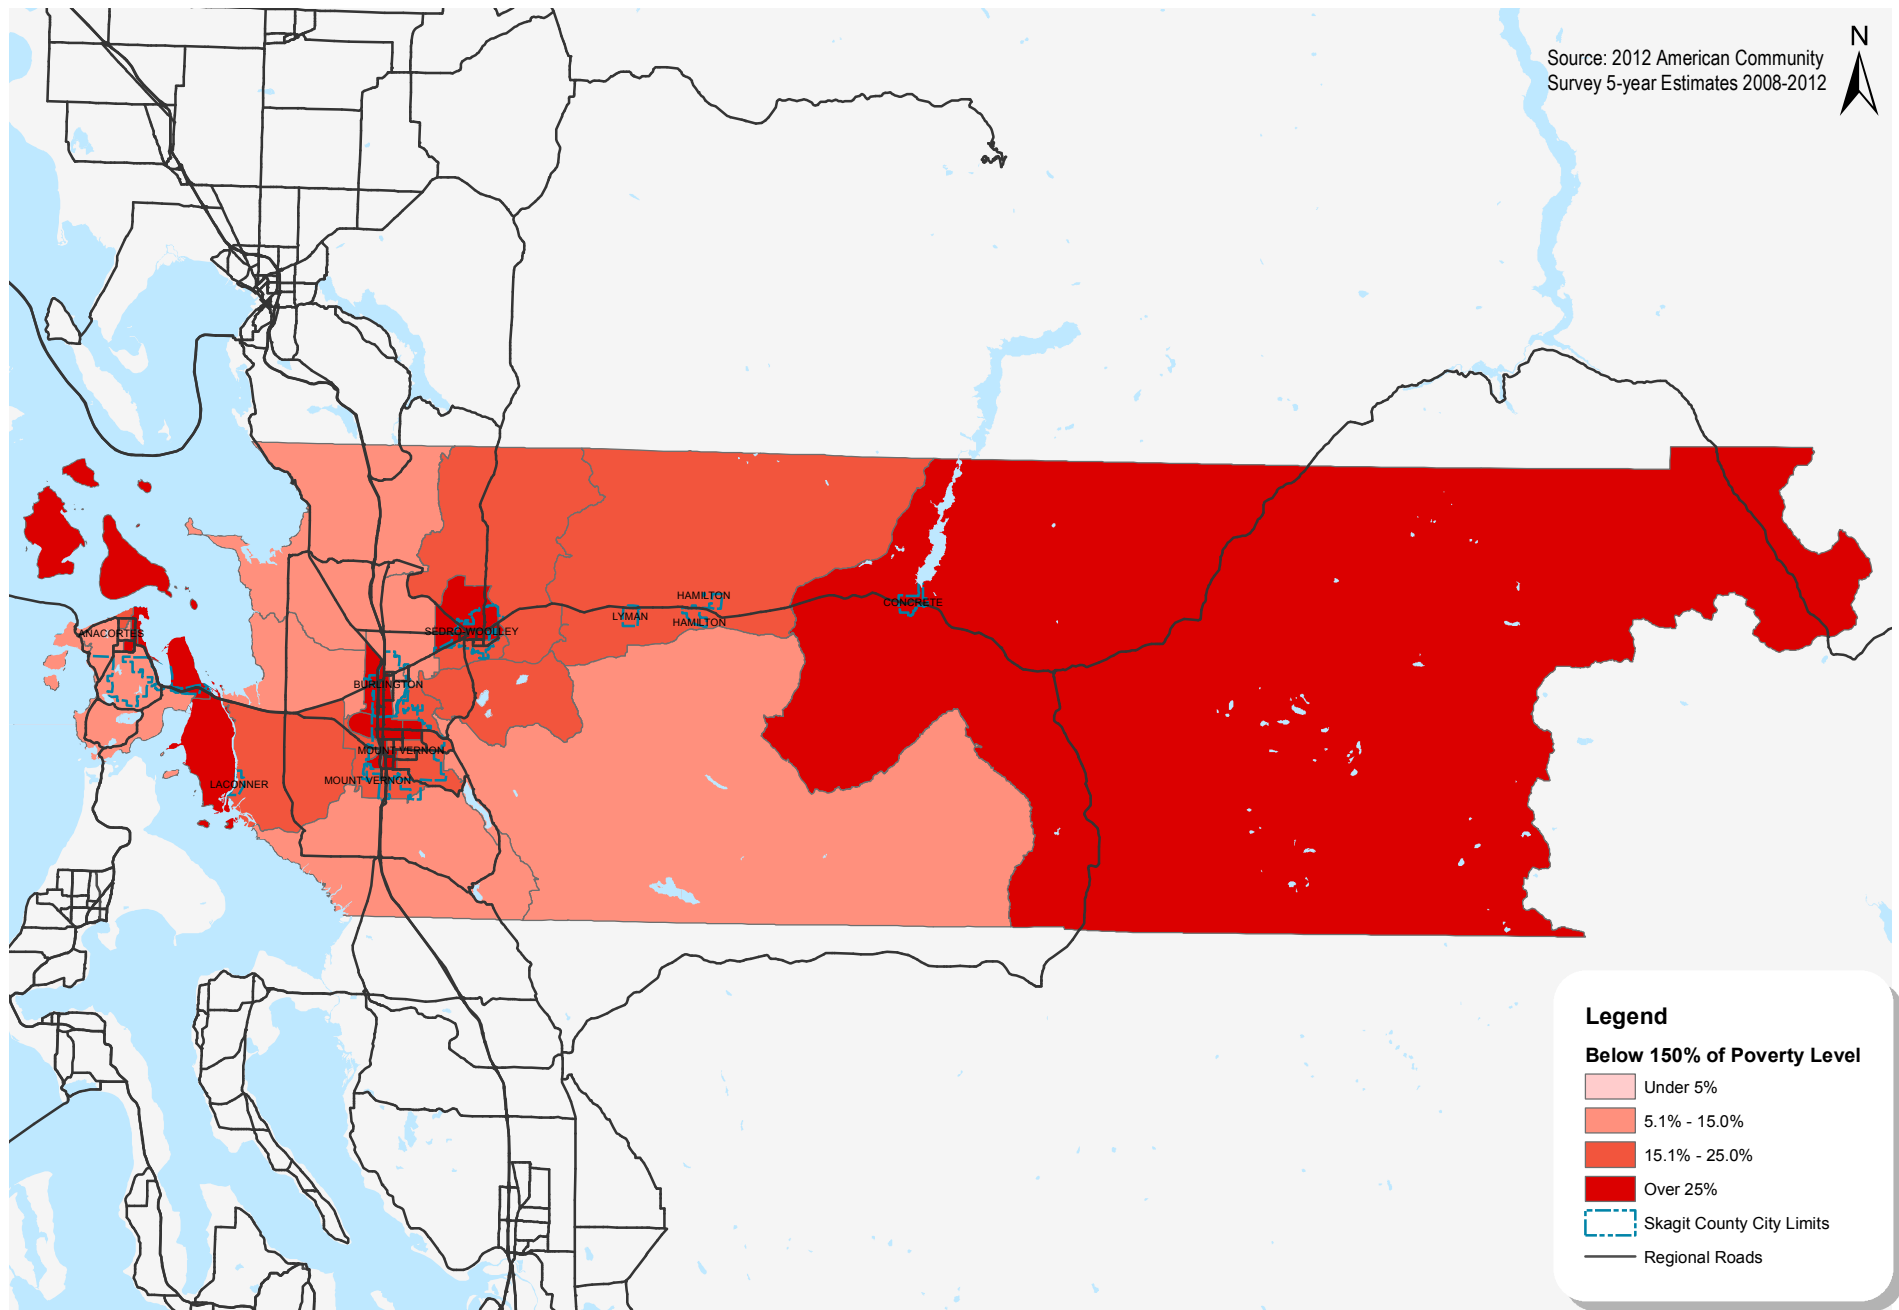 Source: 2012 American Community
Survey 5-year Estimates 2008-2012
N
HAMILTON
CONCRETE
LYMAN
HAMILTON
ANACORTES
SEDRO-WOOLLEY
BURLINGTON
MOUNT VERNON
MOUNT VERNON
LACONNER
Legend
Below 150% of Poverty Level
Under 5%
5.1% - 15.0%
15.1% - 25.0%
Over 25%
Skagit County City Limits
Regional Roads